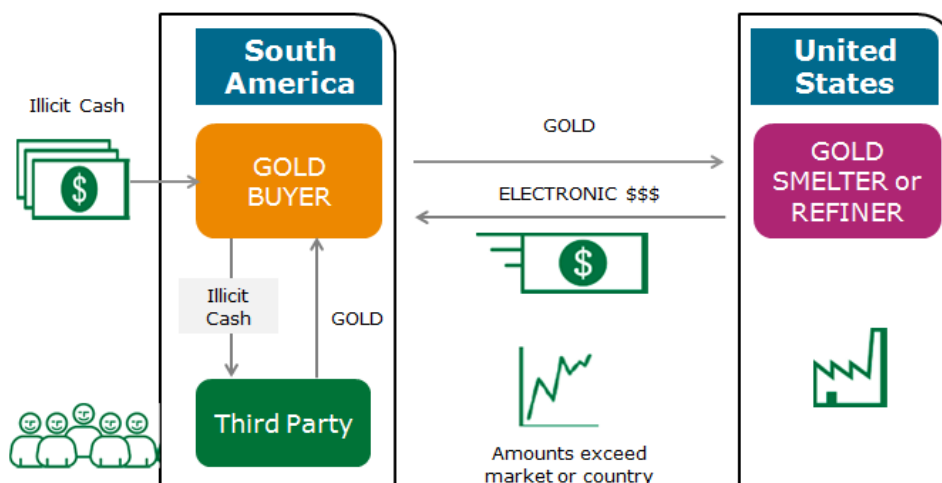 South
America
United
States
Illicit Cash
$
GOLD
BUYER
GOLD
ELECTRONIC $$$
$
GOLD
SMELTER or
REFINER
Illicit
Cash
GOLD
Third Party
Amounts exceed
market or country